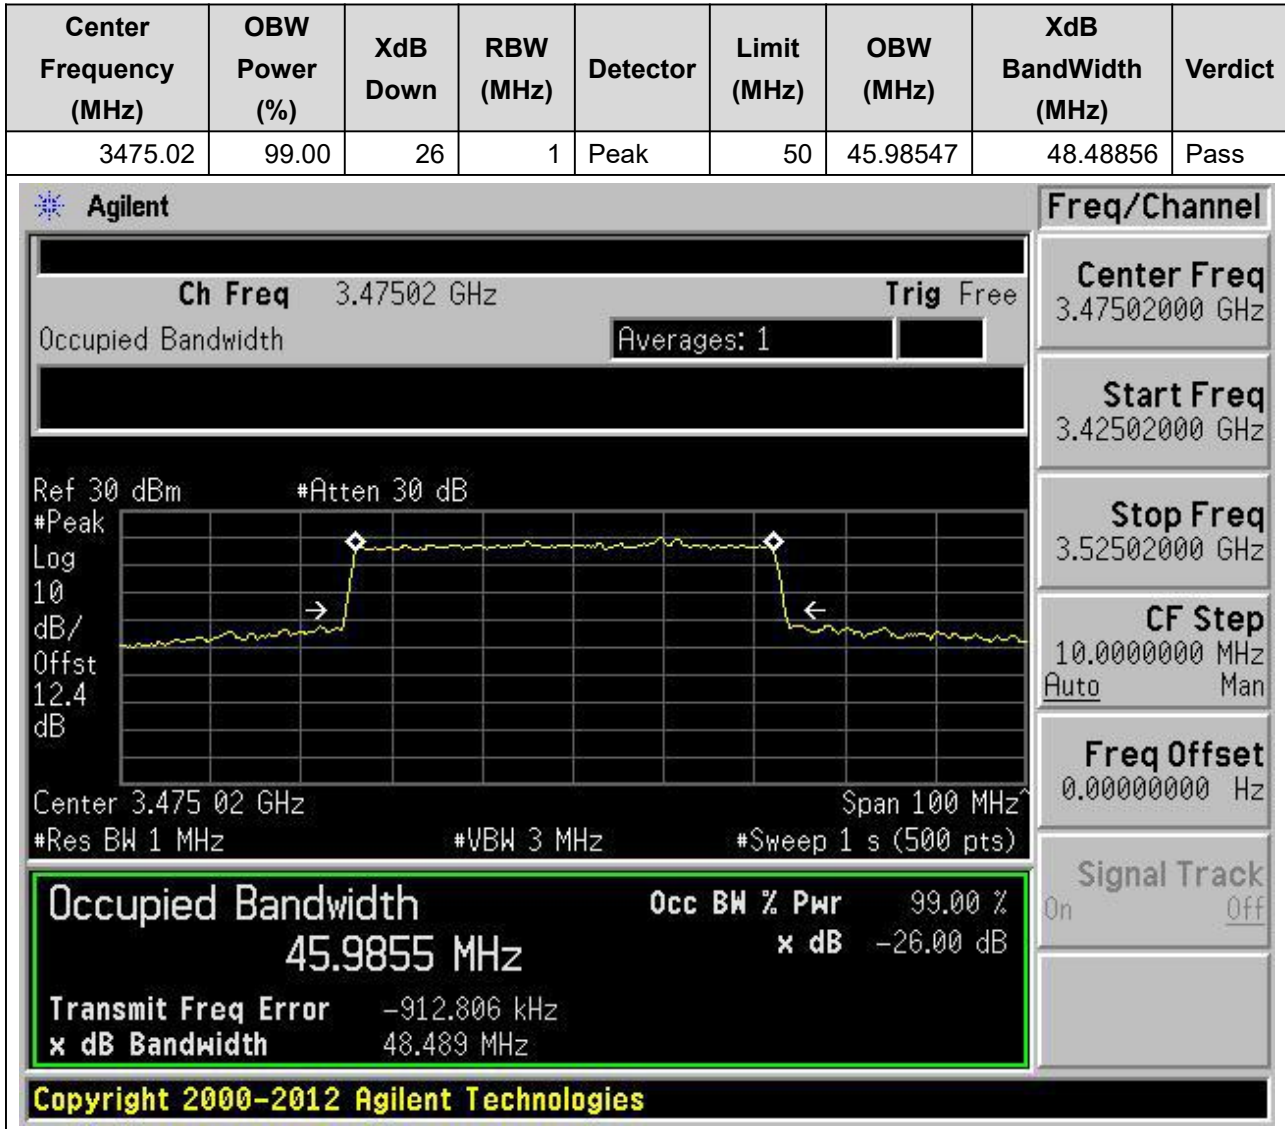 Center Frequency (MHz) OBW Power (%) XdB Down RBW (MHz) Detector Limit (MHz) OBW (MHz) XdB BandWidth (MHz) Verdict
3475.02 99.00 26 1 Peak 50 45.98547 48.48856 Pass
Agilent
Freq/Channel
Ch Freq 3.47502 GHz Trig Free
Occupied Bandwidth Averages: 1
Center Freq
3.47502000 GHz
Start Freq
3.42502000 GHz
Stop Freq
3.52502000 GHz
CF Step
10.0000000 MHz
Auto Man
Freq Offset
0.00000000 Hz
Signal Track
On Off
Ref 30 dBm #Atten 30 dB
#Peak
Log
10
dB/
Offst
12.4
dB
Center 3.475 02 GHz Span 100 MHz^
#Res BW 1 MHz #VBW 3 MHz #Sweep 1 s (500 pts)
Occupied Bandwidth
45.9855 MHz
Occ BW % Pwr 99.00 %
x dB -26.00 dB
Transmit Freq Error -912.806 kHz
x dB Bandwidth 48.489 MHz
Copyright 2000-2012 Agilent Technologies